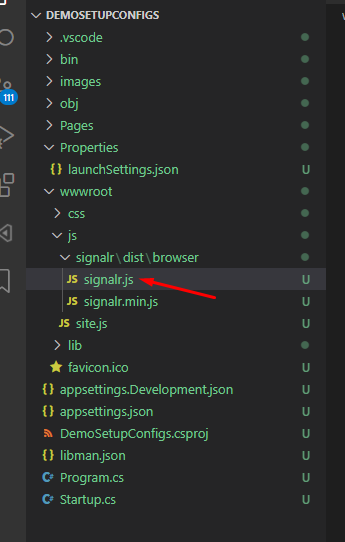 DEMOSETUPCONFIGS
.vscode
bin
images
obj
Pages
Properties
{} launchSettings.json U
wwwroot
css
js
signalr\dist\browser
JS signalr.js U
JS signalr.min.js U
JS site.js U
lib
favicon.ico U
{} appsettings.Development.json U
{} appsettings.json U
DemoSetupConfigs.csproj U
{} libman.json U
C# Program.cs U
C# Startup.cs U
111